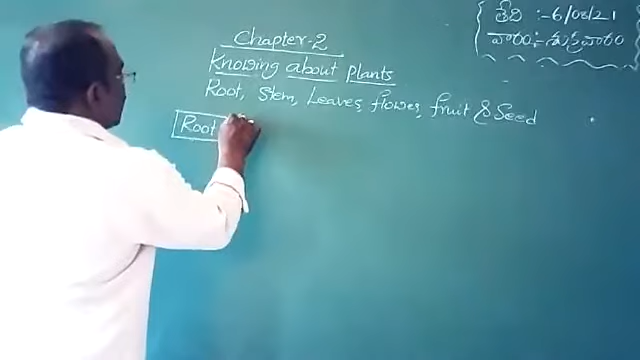 Chapter-2
Knowing about plants
Root, Stem, Leaves, flower, fruit & Seed
Root
తేది :-6/08/21
వారం:-శుక్రవారం